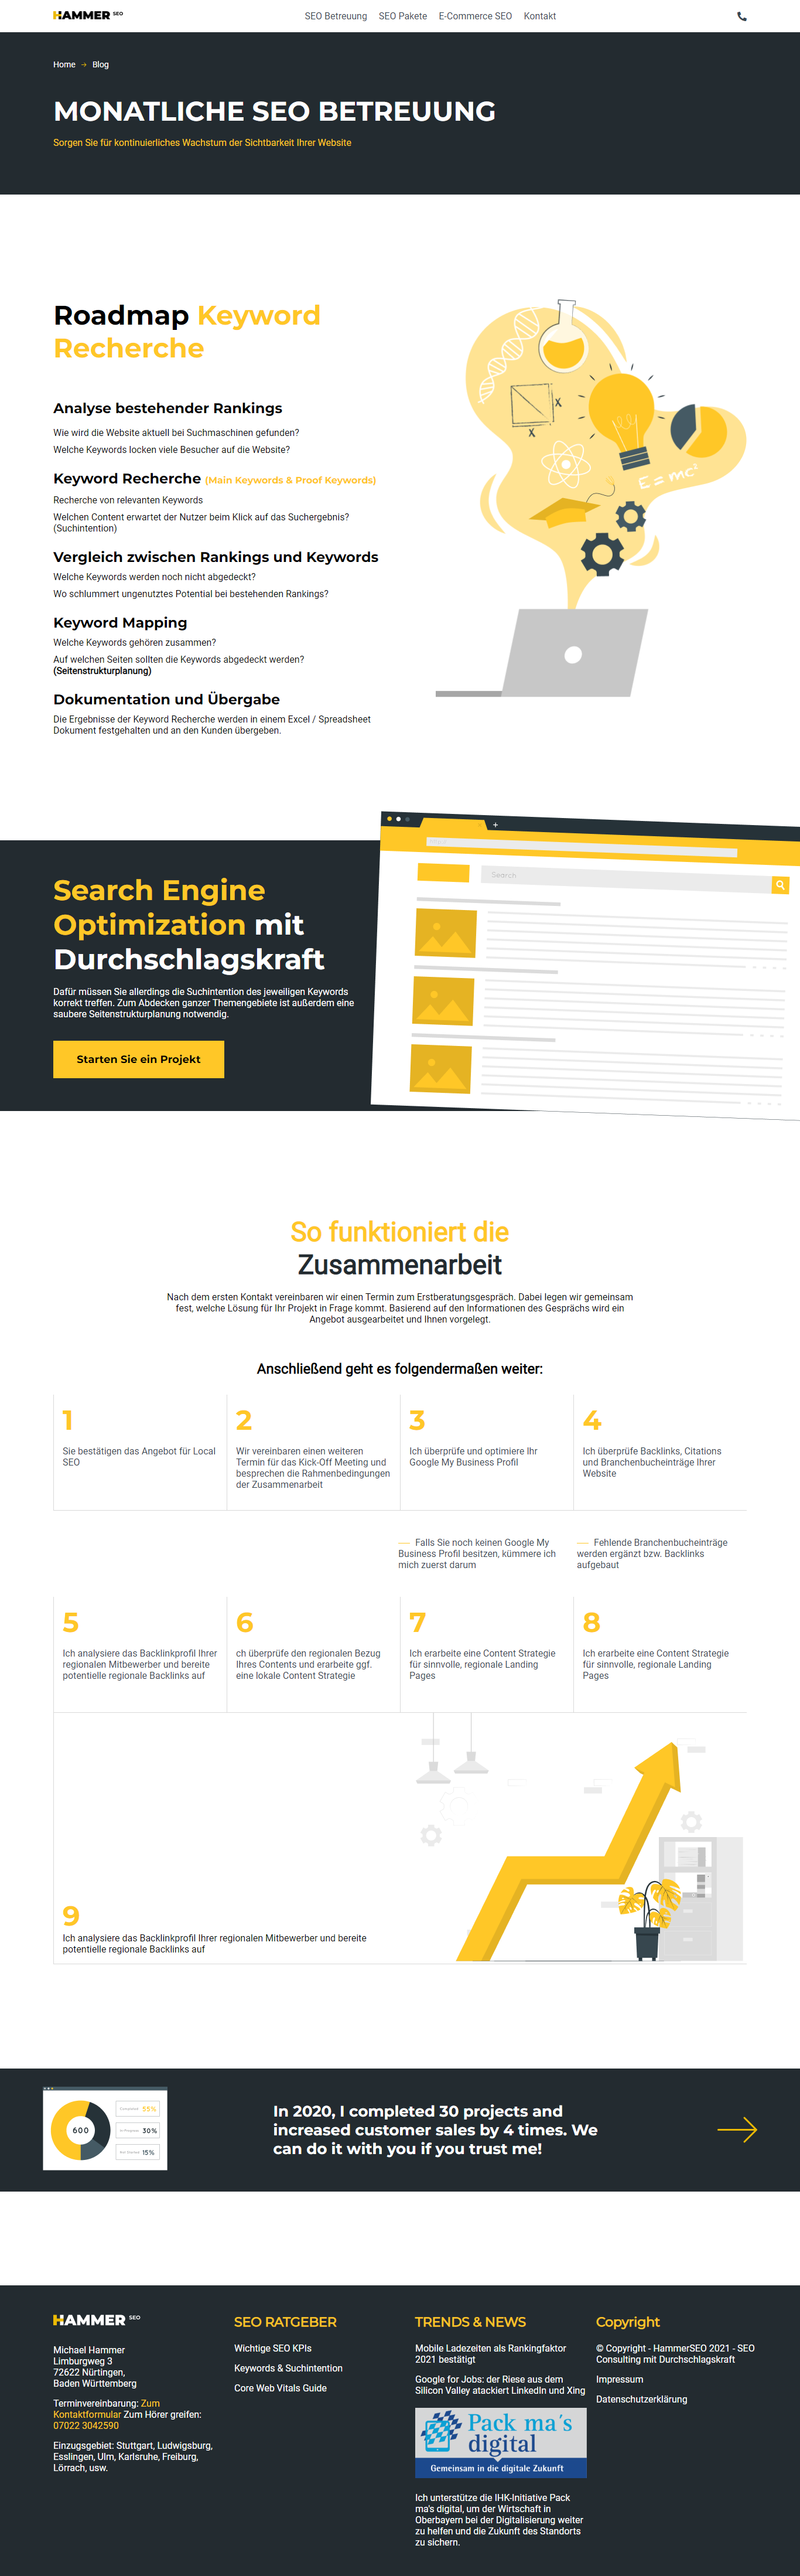 HAMMER SEO
SEO Betreuung SEO Pakete E-Commerce SEO Kontakt
Home → Blog
MONATLICHE SEO BETREUUNG
Sorgen Sie für kontinuierliches Wachstum der Sichtbarkeit Ihrer Website
Roadmap Keyword
Recherche
Analyse bestehender Rankings
Wie wird die Website aktuell bei Suchmaschinen gefunden?
Welche Keywords locken viele Besucher auf die Website?
Keyword Recherche (Main Keywords & Proof Keywords)
Recherche von relevanten Keywords
Welchen Content erwartet der Nutzer beim Klick auf das Suchergebnis?
(Suchintention)
Vergleich zwischen Rankings und Keywords
Welche Keywords werden noch nicht abgedeckt?
Wo schlummert ungenutztes Potential bei bestehenden Rankings?
Keyword Mapping
Welche Keywords gehören zusammen?
Auf welchen Seiten sollten die Keywords abgedeckt werden?
(Seitenstrukturplanung)
Dokumentation und Übergabe
Die Ergebnisse der Keyword Recherche werden in einem Excel / Spreadsheet
Dokument festgehalten und an den Kunden übergeben.
X
X
E = mc²
Search Engine
Optimization mit
Durchschlagskraft
Dafür müssen Sie allerdings die Suchintention des jeweiligen Keywords
korrekt treffen. Zum Abdecken ganzer Themengebiete ist außerdem eine
saubere Seitenstrukturplanung notwendig.
Starten Sie ein Projekt
+
Search
So funktioniert die
Zusammenarbeit
Nach dem ersten Kontakt vereinbaren wir einen Termin zum Erstberatungsgespräch. Dabei legen wir gemeinsam
fest, welche Lösung für Ihr Projekt in Frage kommt. Basierend auf den Informationen des Gesprächs wird ein
Angebot ausgearbeitet und Ihnen vorgelegt.
Anschließend geht es folgendermaßen weiter:
1
Sie bestätigen das Angebot für Local
SEO
2
Wir vereinbaren einen weiteren
Termin für das Kick-Off Meeting und
besprechen die Rahmenbedingungen
der Zusammenarbeit
3
Ich überprüfe und optimiere Ihr
Google My Business Profil
4
Ich überprüfe Backlinks, Citations
und Branchenbucheinträge Ihrer
Website
Falls Sie noch keinen Google My
Business Profil besitzen, kümmere ich
mich zuerst darum
Fehlende Branchenbucheinträge
werden ergänzt bzw. Backlinks
aufgebaut
5
Ich analysiere das Backlinkprofil Ihrer
regionalen Mitbewerber und bereite
potentielle regionale Backlinks auf
6
ch überprüfe den regionalen Bezug
Ihres Contents und erarbeite ggf.
eine lokale Content Strategie
7
Ich erarbeite eine Content Strategie
für sinnvolle, regionale Landing
Pages
8
Ich erarbeite eine Content Strategie
für sinnvolle, regionale Landing
Pages
9
Ich analysiere das Backlinkprofil Ihrer regionalen Mitbewerber und bereite
potentielle regionale Backlinks auf
600
Completed 55%
In Progress 30%
Not Started 15%
In 2020, I completed 30 projects and
increased customer sales by 4 times. We
can do it with you if you trust me!
HAMMER SEO
Michael Hammer
Limburgweg 3
72622 Nürtingen,
Baden Württemberg
Terminvereinbarung: Zum
Kontaktformular Zum Hörer greifen:
07022 3042590
Einzugsgebiet: Stuttgart, Ludwigsburg,
Esslingen, Ulm, Karlsruhe, Freiburg,
Lörrach, usw.
SEO RATGEBER
Wichtige SEO KPIs
Keywords & Suchintention
Core Web Vitals Guide
TRENDS & NEWS
Mobile Ladezeiten als Rankingfaktor
2021 bestätigt
Google for Jobs: der Riese aus dem
Silicon Valley atackiert LinkedIn und Xing
Pack ma´s
digital
Gemeinsam in die digitale Zukunft
Ich unterstütze die IHK-Initiative Pack
ma's digital, um der Wirtschaft in
Oberbayern bei der Digitalisierung weiter
zu helfen und die Zukunft des Standorts
zu sichern.
Copyright
© Copyright - HammerSEO 2021 - SEO
Consulting mit Durchschlagskraft
Impressum
Datenschutzerklärung